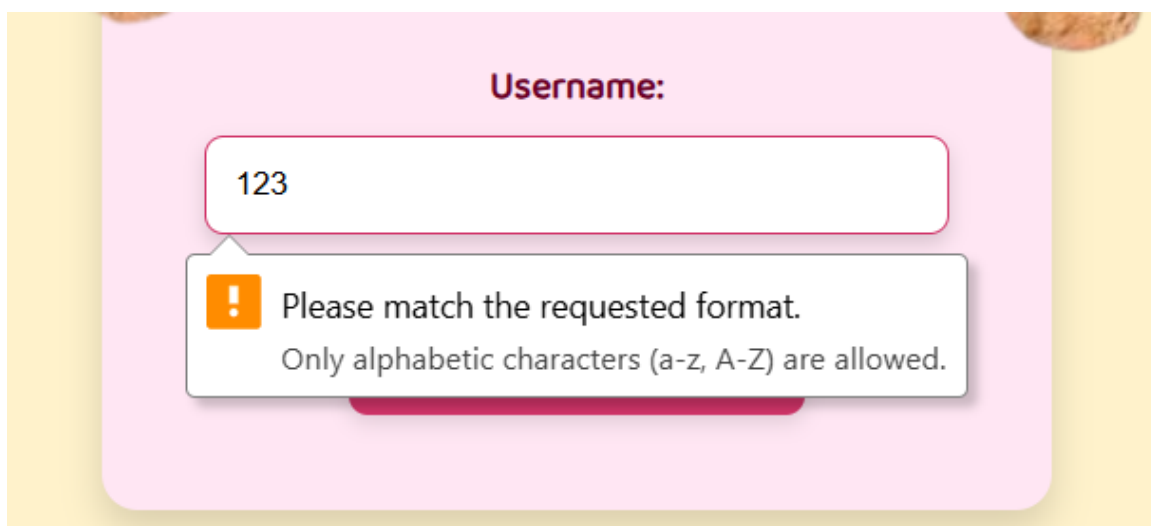 Username:
123
Please match the requested format.
Only alphabetic characters (a-z, A-Z) are allowed.